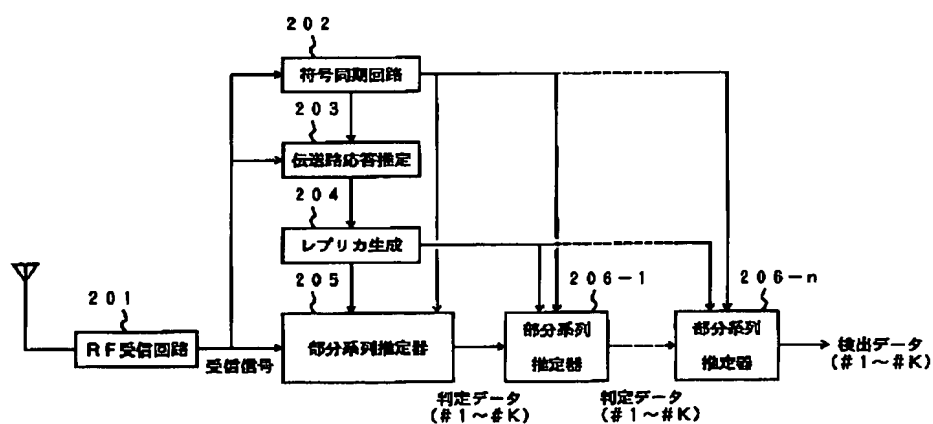 202
符号同期回路
203
伝送路応答推定
204
レプリカ生成
205
部分系列推定器
201
RF受信回路
受信信号
206-1
部分系列
推定器
206-n
部分系列
推定器
判定データ
(#1~#K)
判定データ
(#1~#K)
検出データ
(#1~#K)